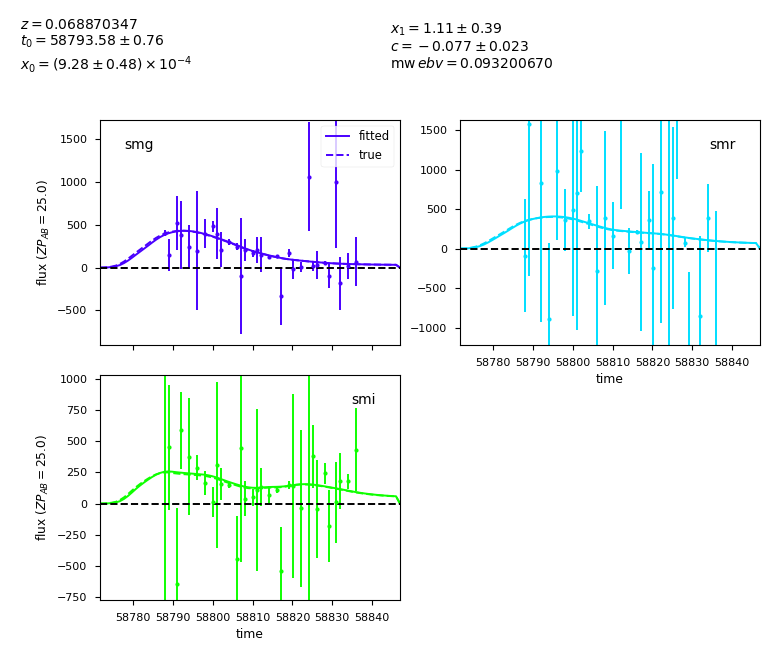 z = 0.068870347
t₀ = 58793.58 ± 0.76
x₀ = (9.28 ± 0.48) × 10⁻⁴
x₁ = 1.11 ± 0.39
c = −0.077 ± 0.023
mw ebv = 0.093200670
smg
fitted
true
1500
1000
500
0
−500
flux (ZP_AB = 25.0)
smr
1500
1000
500
0
−500
−1000
58780 58790 58800 58810 58820 58830 58840
time
smi
1000
750
500
250
0
−250
−500
−750
flux (ZP_AB = 25.0)
58780 58790 58800 58810 58820 58830 58840
time